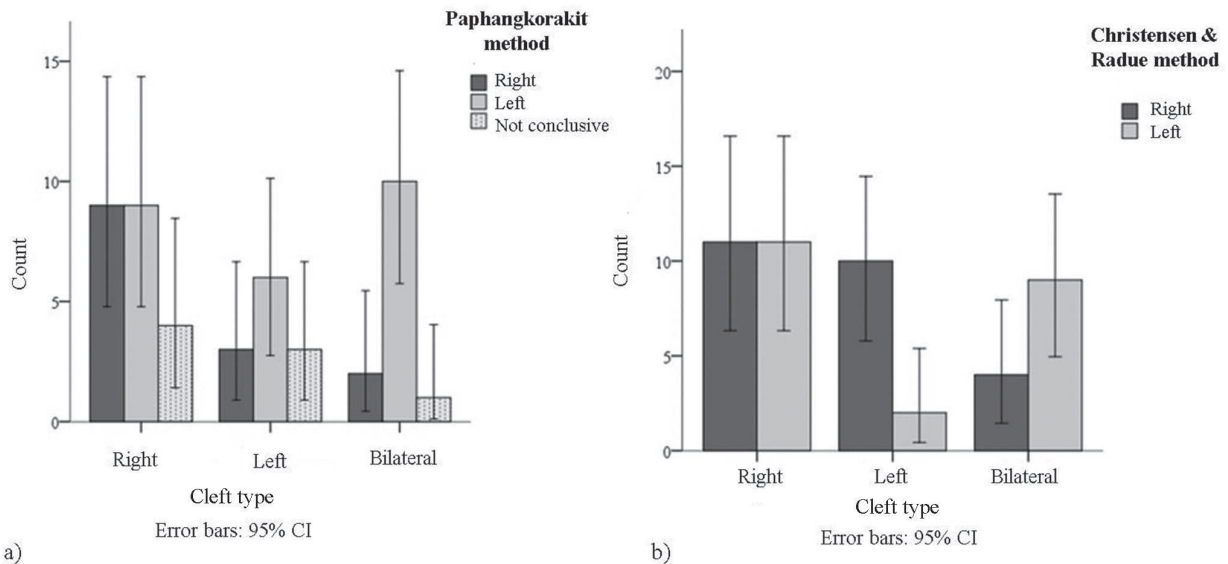 Paphangkorakit
method
Right
Left
Not conclusive
15
10
5
0
Count
Right Left Bilateral
Cleft type
Error bars: 95% CI
a)
Christensen &
Radue method
Right
Left
20
15
10
5
0
Count
Right Left Bilateral
Cleft type
Error bars: 95% CI
b)